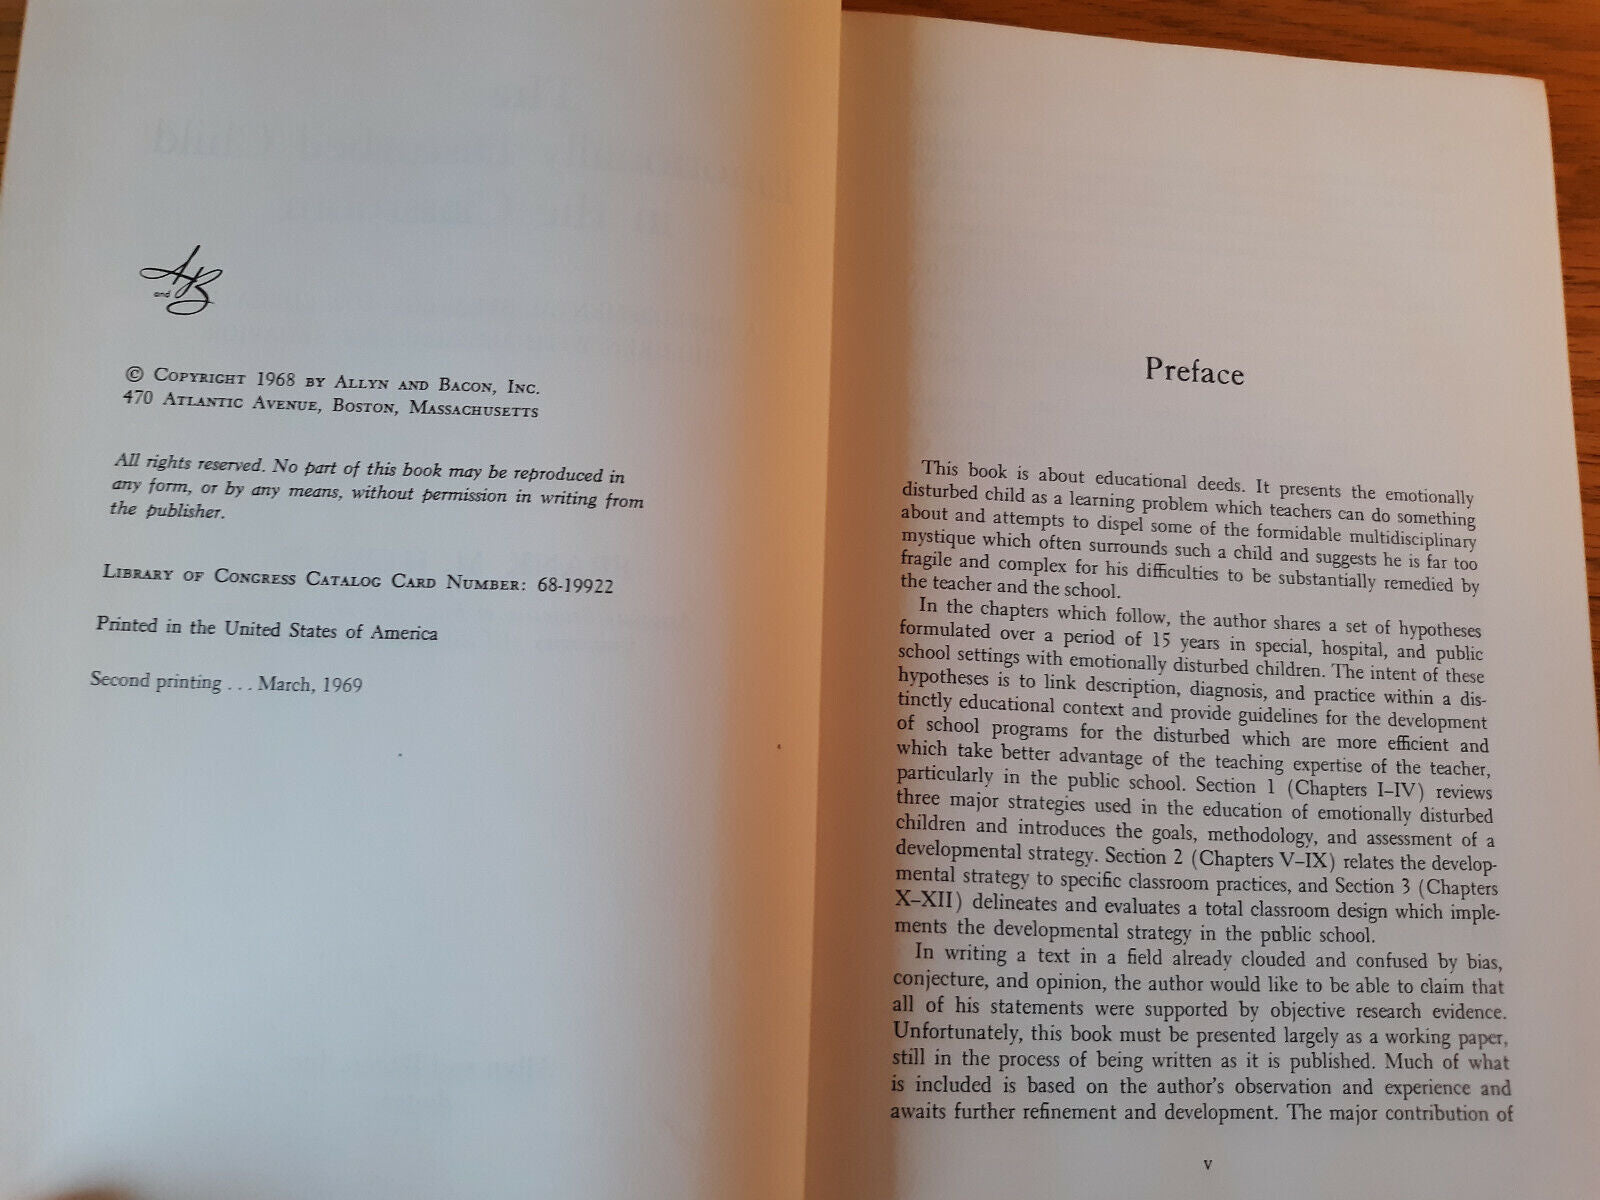 A and B
© Copyright 1968 by Allyn and Bacon, Inc.
470 Atlantic Avenue, Boston, Massachusetts
All rights reserved. No part of this book may be reproduced in
any form, or by any means, without permission in writing from
the publisher.
Library of Congress Catalog Card Number: 68-19922
Printed in the United States of America
Second printing . . . March, 1969
Preface
This book is about educational deeds. It presents the emotionally
disturbed child as a learning problem which teachers can do something
about and attempts to dispel some of the formidable multidisciplinary
mystique which often surrounds such a child and suggests he is far too
fragile and complex for his difficulties to be substantially remedied by
the teacher and the school.
In the chapters which follow, the author shares a set of hypotheses
formulated over a period of 15 years in special, hospital, and public
school settings with emotionally disturbed children. The intent of these
hypotheses is to link description, diagnosis, and practice within a dis-
tinctly educational context and provide guidelines for the development
of school programs for the disturbed which are more efficient and
which take better advantage of the teaching expertise of the teacher,
particularly in the public school. Section 1 (Chapters I–IV) reviews
three major strategies used in the education of emotionally disturbed
children and introduces the goals, methodology, and assessment of a
developmental strategy. Section 2 (Chapters V–IX) relates the develop-
mental strategy to specific classroom practices, and Section 3 (Chapters
X–XII) delineates and evaluates a total classroom design which imple-
ments the developmental strategy in the public school.
In writing a text in a field already clouded and confused by bias,
conjecture, and opinion, the author would like to be able to claim that
all of his statements were supported by objective research evidence.
Unfortunately, this book must be presented largely as a working paper,
still in the process of being written as it is published. Much of what
is included is based on the author's observation and experience and
awaits further refinement and development. The major contribution of
v